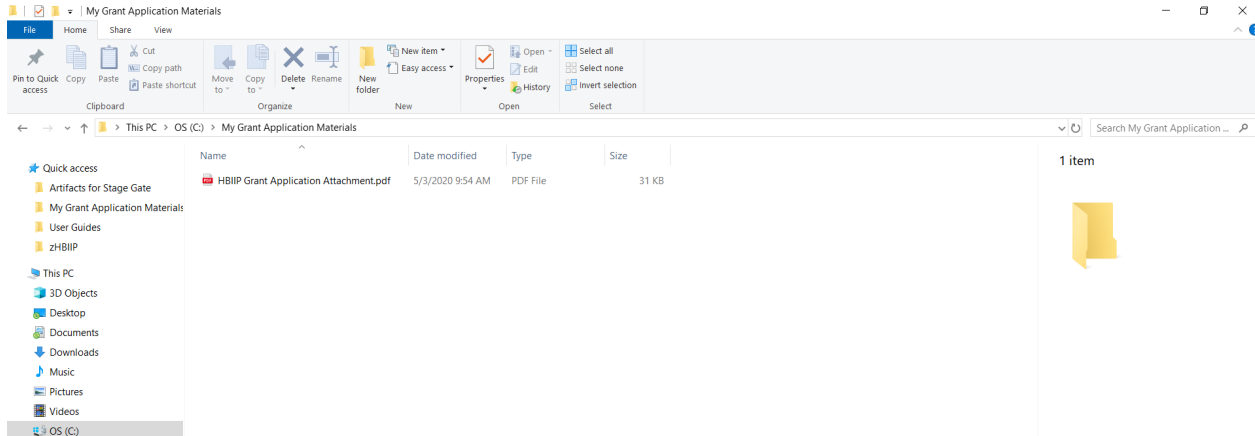 My Grant Application Materials
File Home Share View
Pin to Quick access
Copy
Paste
Cut
Copy path
Paste shortcut
Clipboard
Move to
Copy to
Delete
Rename
Organize
New folder
New item
Easy access
New
Properties
Open
Edit
History
Open
Select all
Select none
Invert selection
Select
This PC > OS (C:) > My Grant Application Materials
Search My Grant Application ...
Quick access
Artifacts for Stage Gate
My Grant Application Materials
User Guides
zHBIIP
This PC
3D Objects
Desktop
Documents
Downloads
Music
Pictures
Videos
OS (C:)
Name Date modified Type Size
HBIIP Grant Application Attachment.pdf 5/3/2020 9:54 AM PDF File 31 KB
1 item